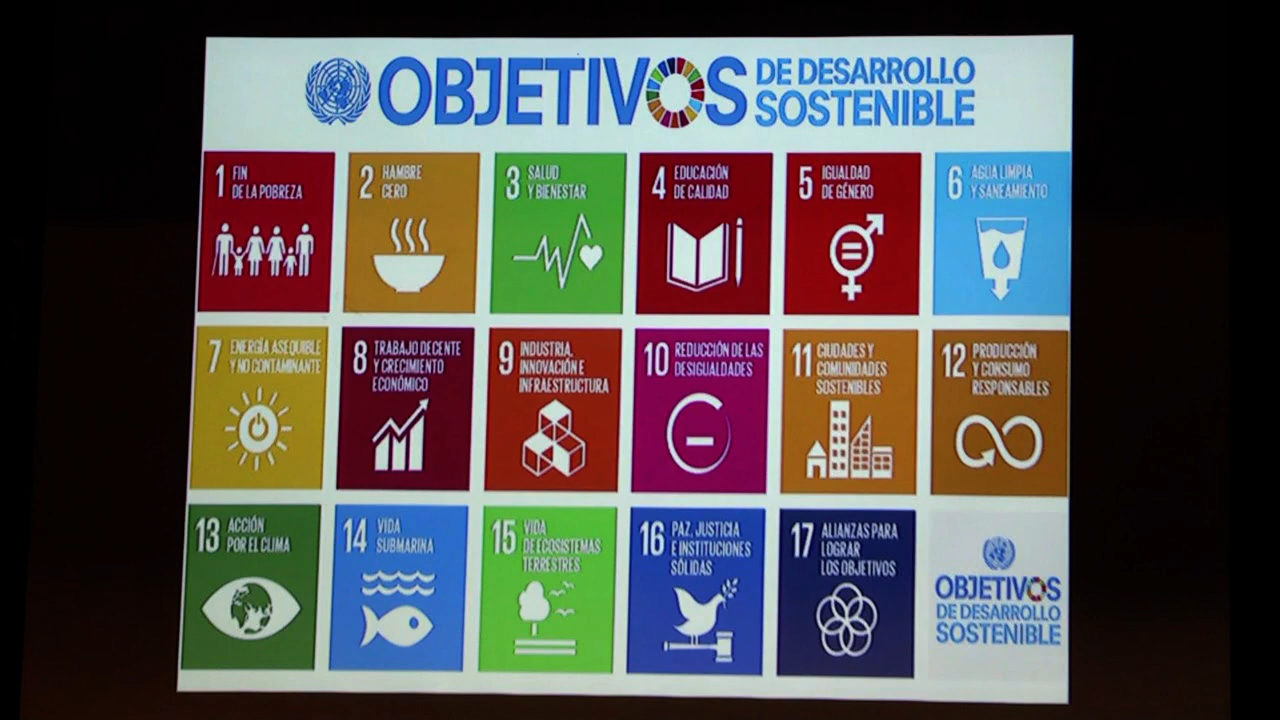 OBJETIVOS DE DESARROLLO
SOSTENIBLE
1 FIN
DE LA POBREZA
2 HAMBRE
CERO
3 SALUD
Y BIENESTAR
4 EDUCACIÓN
DE CALIDAD
5 IGUALDAD
DE GÉNERO
6 AGUA LIMPIA
Y SANEAMIENTO
7 ENERGÍA ASEQUIBLE
Y NO CONTAMINANTE
8 TRABAJO DECENTE
Y CRECIMIENTO
ECONÓMICO
9 INDUSTRIA,
INNOVACIÓN E
INFRAESTRUCTURA
10 REDUCCIÓN DE LAS
DESIGUALDADES
11 CIUDADES Y
COMUNIDADES
SOSTENIBLES
12 PRODUCCIÓN
Y CONSUMO
RESPONSABLES
13 ACCIÓN
POR EL CLIMA
14 VIDA
SUBMARINA
15 VIDA
DE ECOSISTEMAS
TERRESTRES
16 PAZ, JUSTICIA
E INSTITUCIONES
SÓLIDAS
17 ALIANZAS PARA
LOGRAR
LOS OBJETIVOS
OBJETIVOS
DE DESARROLLO
SOSTENIBLE